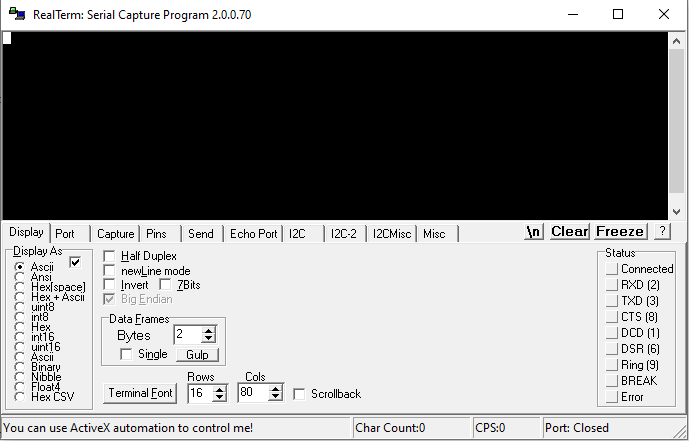 RealTerm: Serial Capture Program 2.0.0.70
Display Port Capture Pins Send Echo Port I2C I2C-2 I2CMisc Misc \n Clear Freeze ?
Display As
Ascii
Ansi
Hex[space]
Hex + Ascii
uint8
int8
Hex
int16
uint16
Ascii
Binary
Nibble
Float4
Hex CSV
Half Duplex
newLine mode
Invert 7Bits
Big Endian
Data Frames
Bytes 2
Single Gulp
Rows Cols
Terminal Font 16 80 Scrollback
Status
Connected
RXD (2)
TXD (3)
CTS (8)
DCD (1)
DSR (6)
Ring (9)
BREAK
Error
You can use ActiveX automation to control me! Char Count:0 CPS:0 Port: Closed